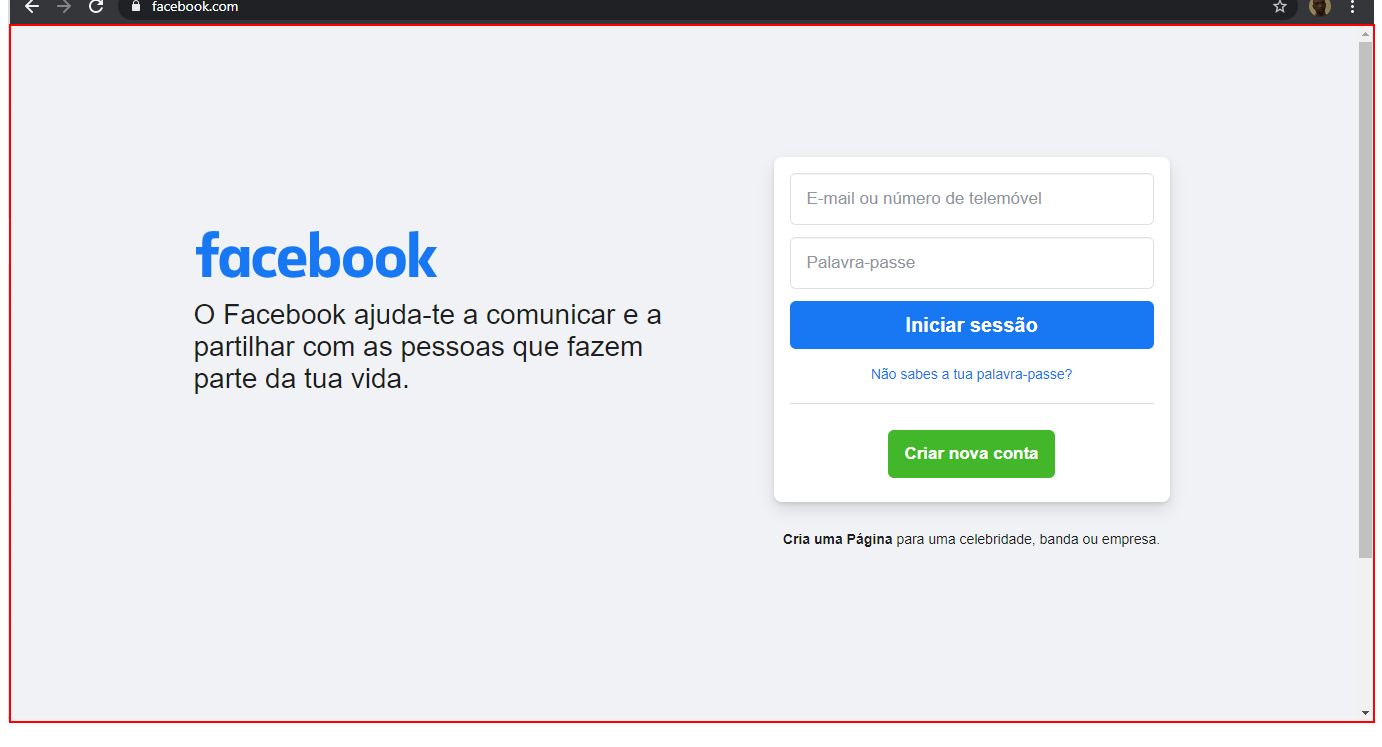 facebook.com
facebook
O Facebook ajuda-te a comunicar e a
partilhar com as pessoas que fazem
parte da tua vida.
E-mail ou número de telemóvel
Palavra-passe
Iniciar sessão
Não sabes a tua palavra-passe?
Criar nova conta
Cria uma Página para uma celebridade, banda ou empresa.